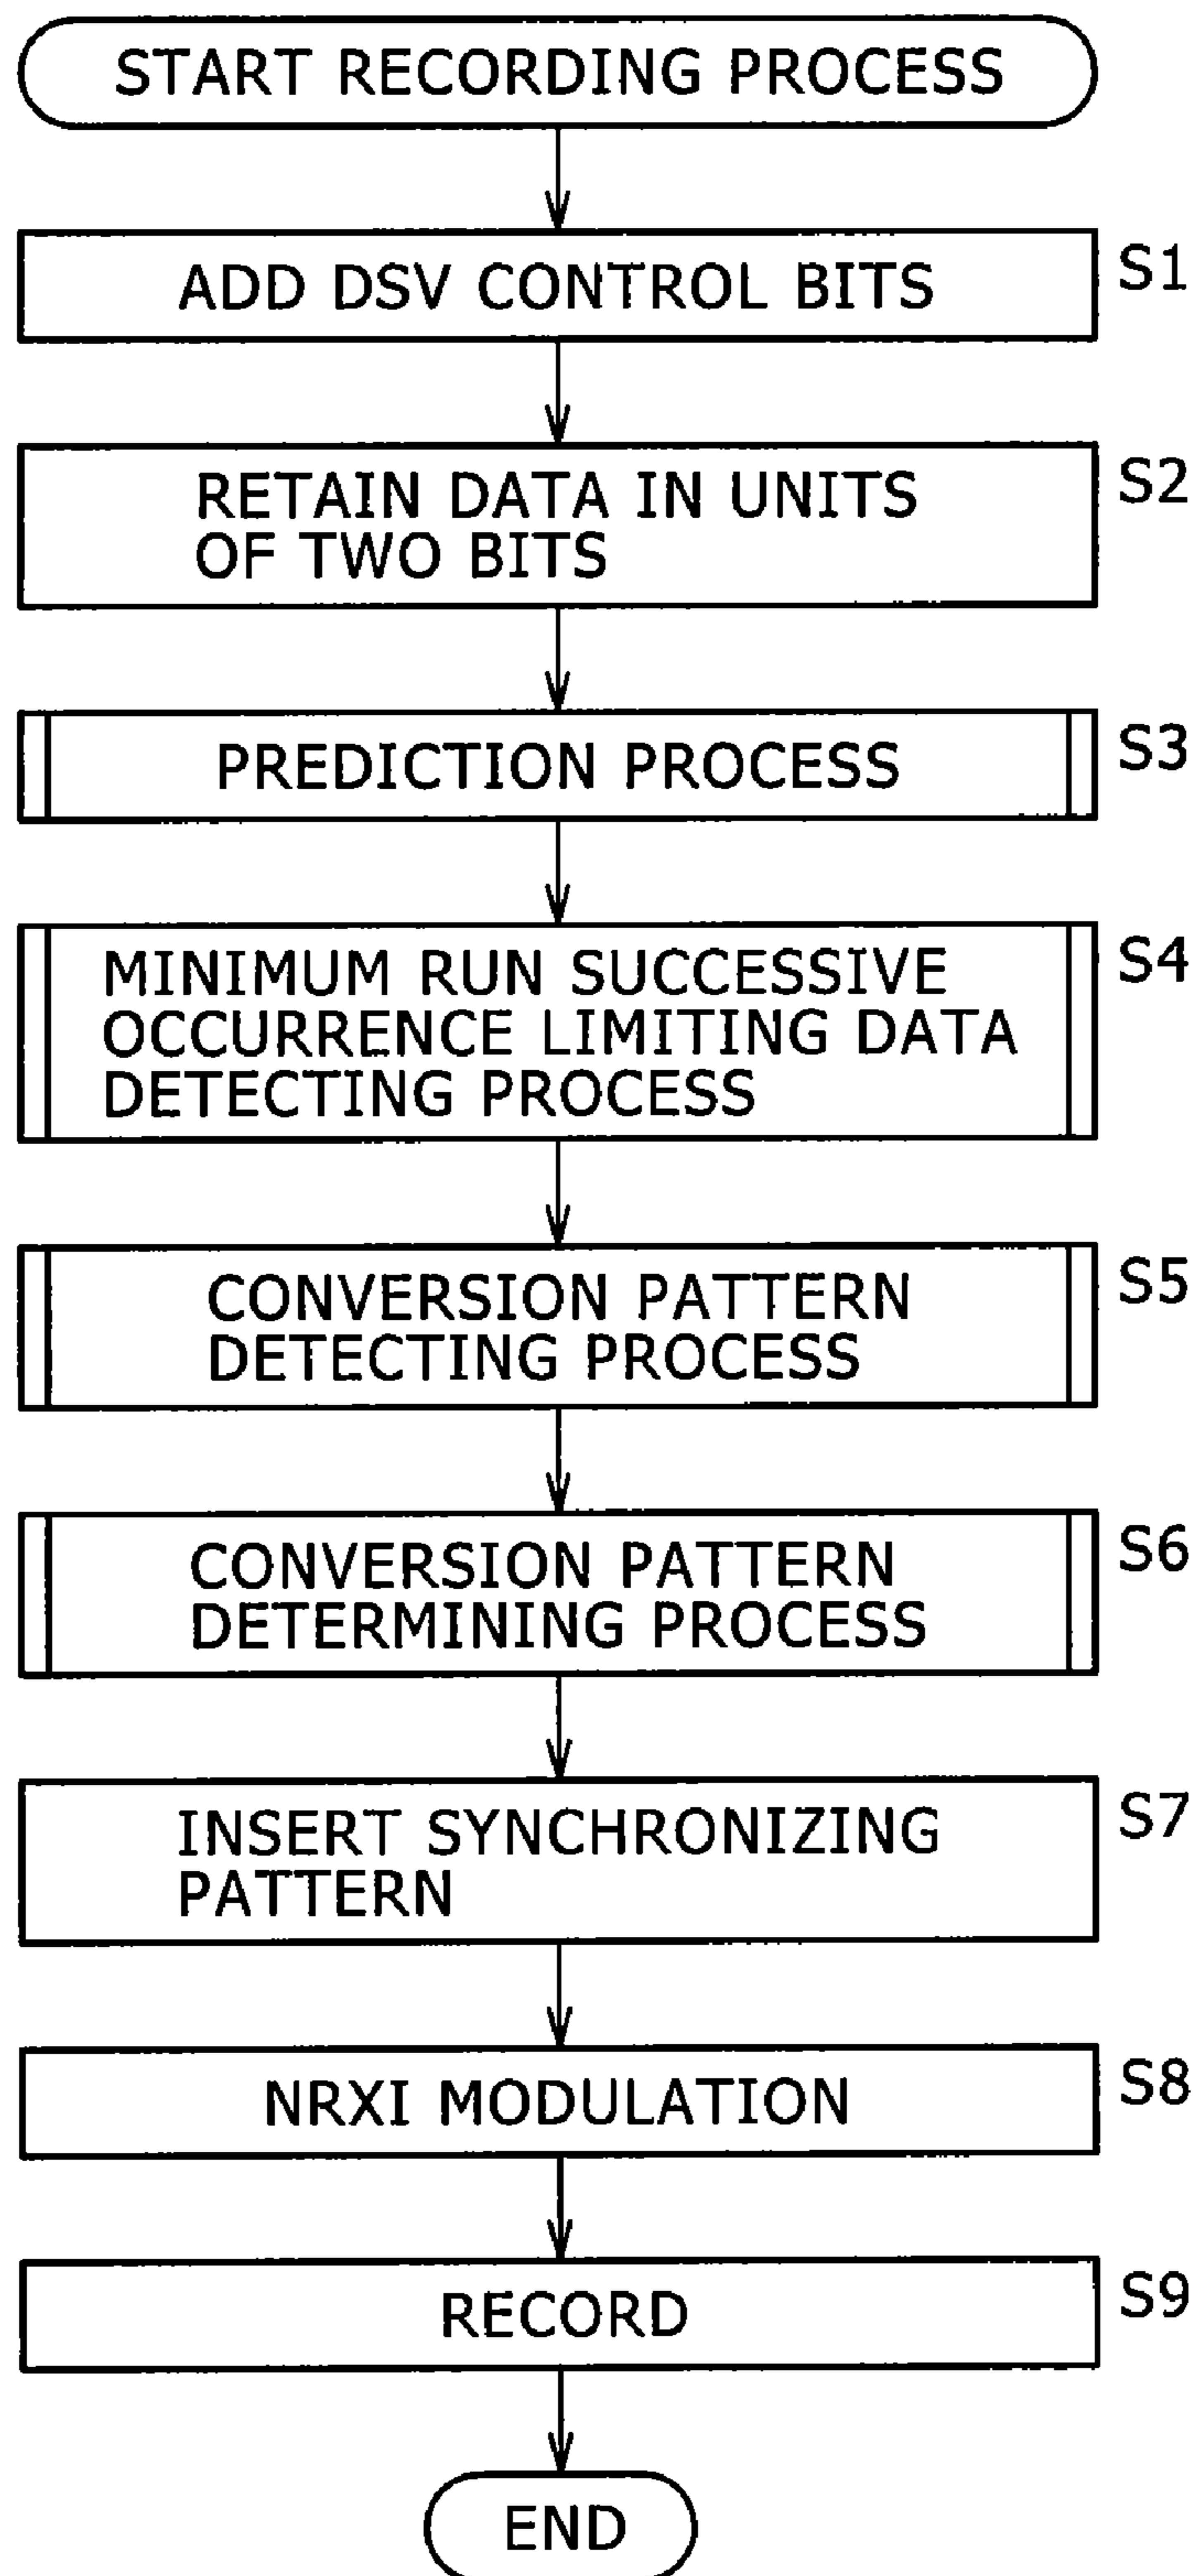 START RECORDING PROCESS
ADD DSV CONTROL BITS
S1
RETAIN DATA IN UNITS
OF TWO BITS
S2
PREDICTION PROCESS
S3
MINIMUM RUN SUCCESSIVE
OCCURRENCE LIMITING DATA
DETECTING PROCESS
S4
CONVERSION PATTERN
DETECTING PROCESS
S5
CONVERSION PATTERN
DETERMINING PROCESS
S6
INSERT SYNCHRONIZING
PATTERN
S7
NRXI MODULATION
S8
RECORD
S9
END